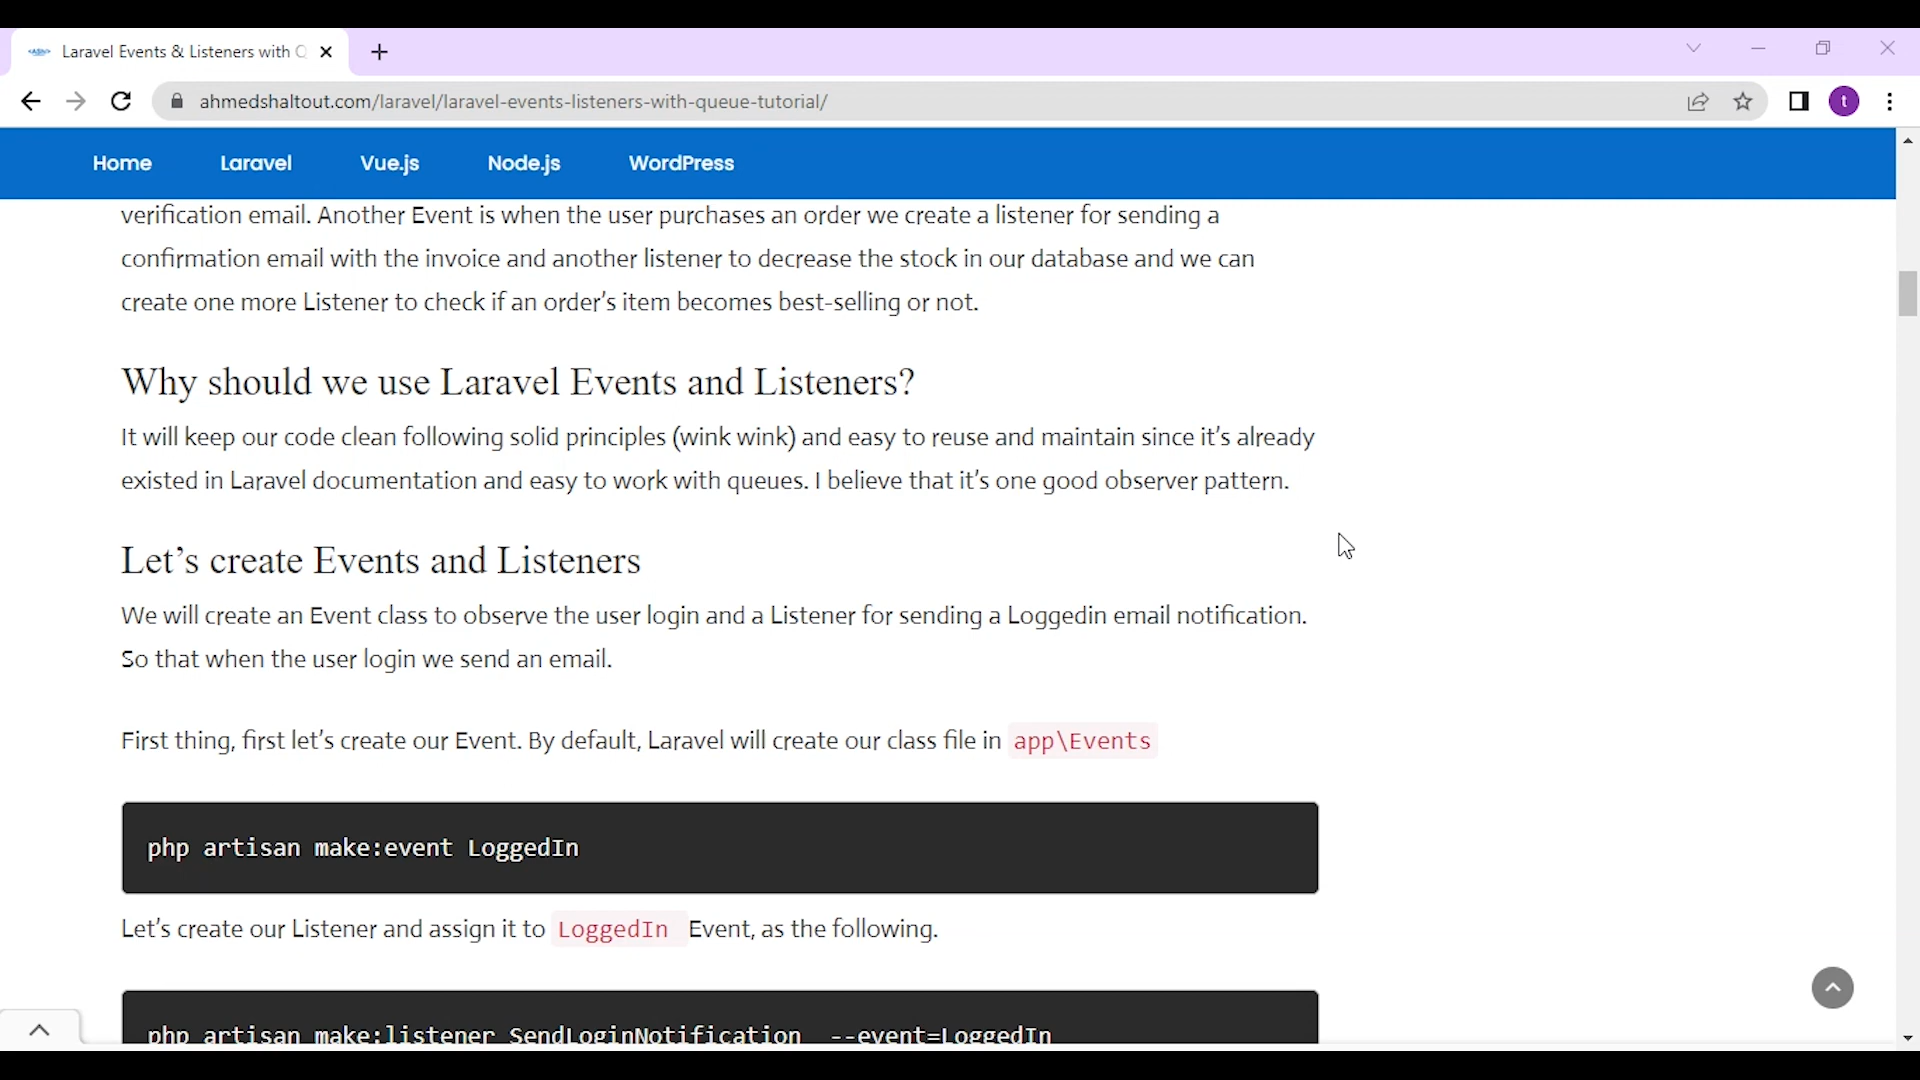 Laravel Events & Listeners with
ahmedshaltout.com/laravel/laravel-events-listeners-with-queue-tutorial/
t
Home Laravel Vue.js Node.js WordPress
verification email. Another Event is when the user purchases an order we create a listener for sending a
confirmation email with the invoice and another listener to decrease the stock in our database and we can
create one more Listener to check if an order's item becomes best-selling or not.
Why should we use Laravel Events and Listeners?
It will keep our code clean following solid principles (wink wink) and easy to reuse and maintain since it's already
existed in Laravel documentation and easy to work with queues. I believe that it's one good observer pattern.
Let's create Events and Listeners
We will create an Event class to observe the user login and a Listener for sending a Loggedin email notification.
So that when the user login we send an email.
First thing, first let's create our Event. By default, Laravel will create our class file in app\Events
php artisan make:event LoggedIn
Let's create our Listener and assign it to LoggedIn Event, as the following.
php artisan make:listener SendLoginNotification --event=LoggedIn